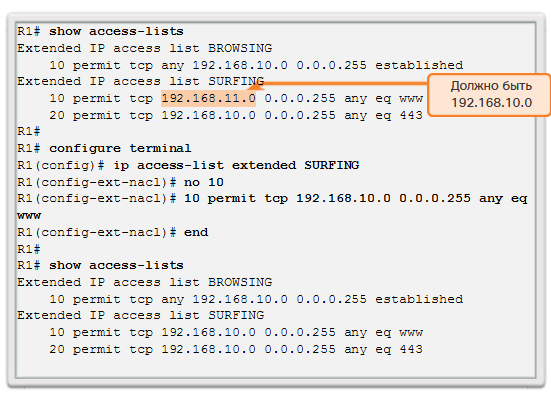 R1# show access-lists
Extended IP access list BROWSING
    10 permit tcp any 192.168.10.0 0.0.0.255 established
Extended IP access list SURFING
    10 permit tcp 192.168.11.0 0.0.0.255 any eq www
    20 permit tcp 192.168.10.0 0.0.0.255 any eq 443
Должно быть
192.168.10.0
R1#
R1# configure terminal
R1(config)# ip access-list extended SURFING
R1(config-ext-nacl)# no 10
R1(config-ext-nacl)# 10 permit tcp 192.168.10.0 0.0.0.255 any eq
www
R1(config-ext-nacl)# end
R1#
R1# show access-lists
Extended IP access list BROWSING
    10 permit tcp any 192.168.10.0 0.0.0.255 established
Extended IP access list SURFING
    10 permit tcp 192.168.10.0 0.0.0.255 any eq www
    20 permit tcp 192.168.10.0 0.0.0.255 any eq 443